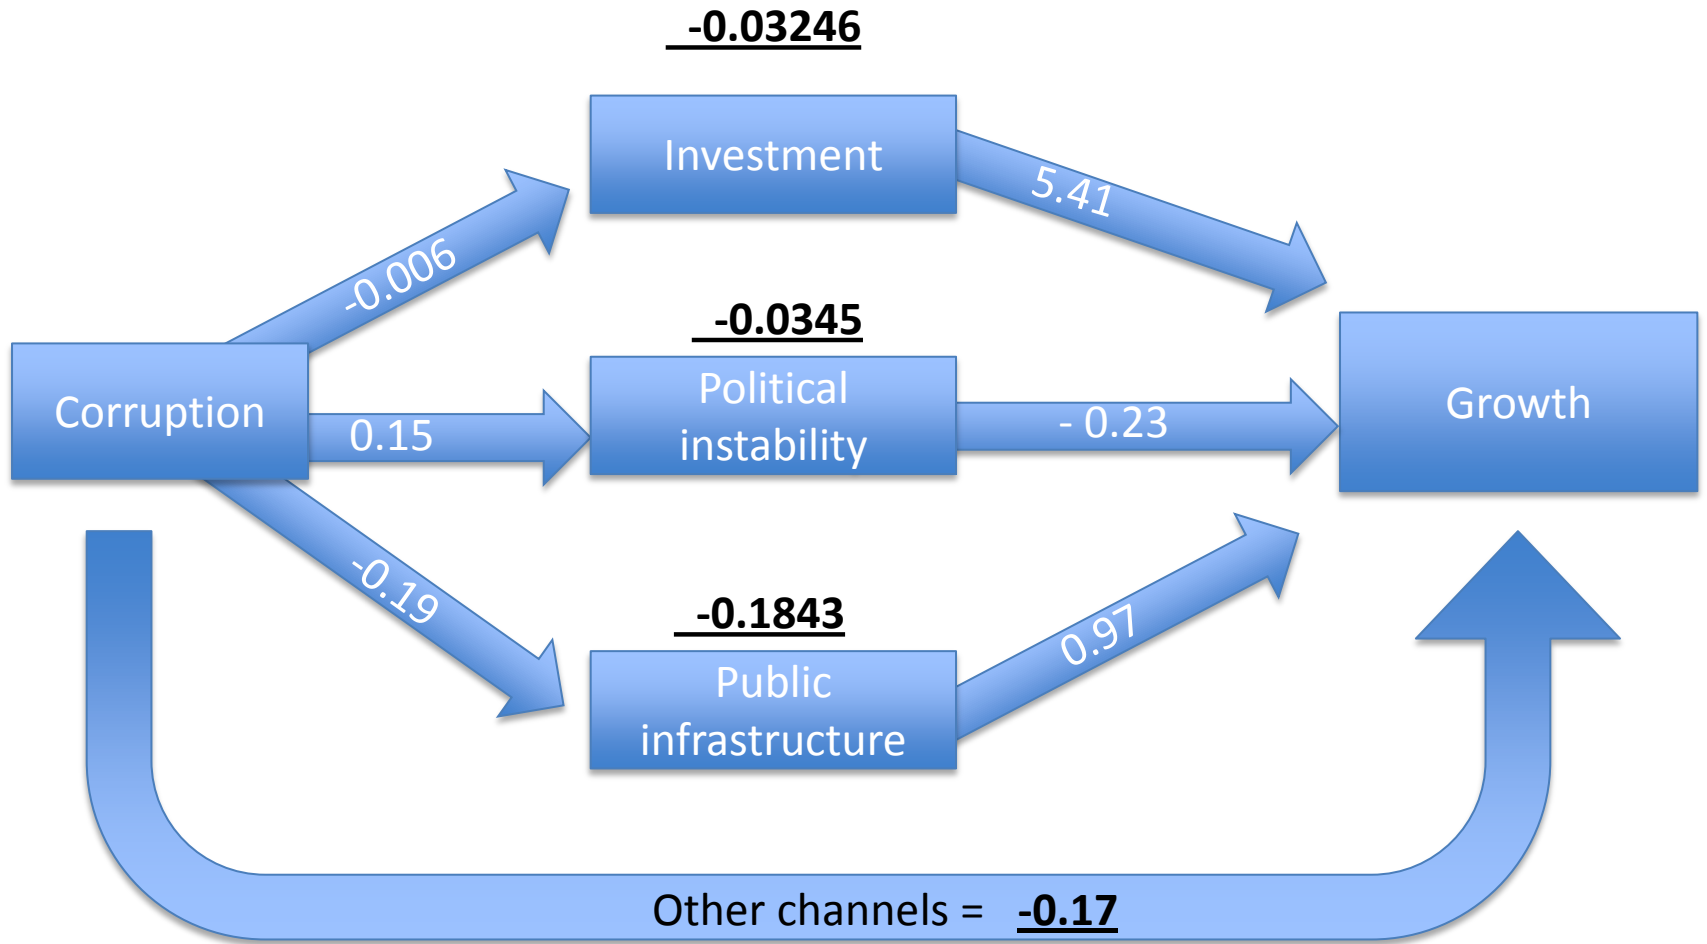 -0.03246
Investment
5.41
-0.006
-0.0345
Political
instability
Corruption
0.15
- 0.23
Growth
-0.19
-0.1843
Public
infrastructure
0.97
Other channels = -0.17